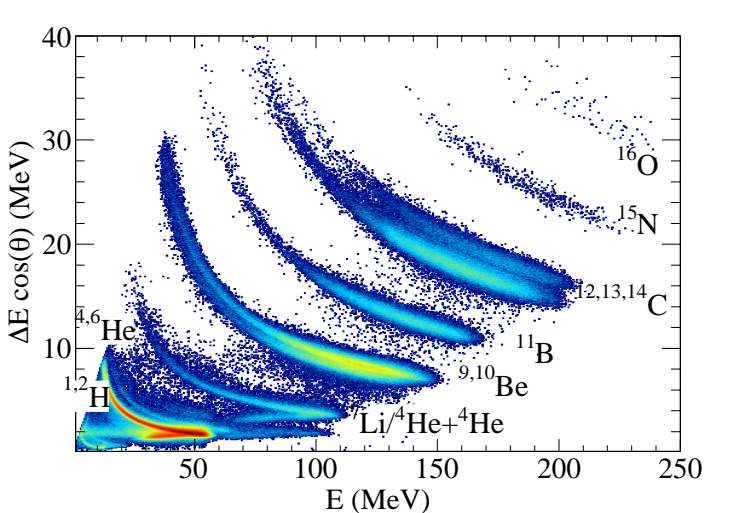 40
30
20
10
ΔE cos(θ) (MeV)
¹⁶O
¹⁵N
¹²,¹³,¹⁴C
¹¹B
⁹,¹⁰Be
⁷Li/⁴He+⁴He
⁴,⁶He
¹,²H
50 100 150 200 250
E (MeV)